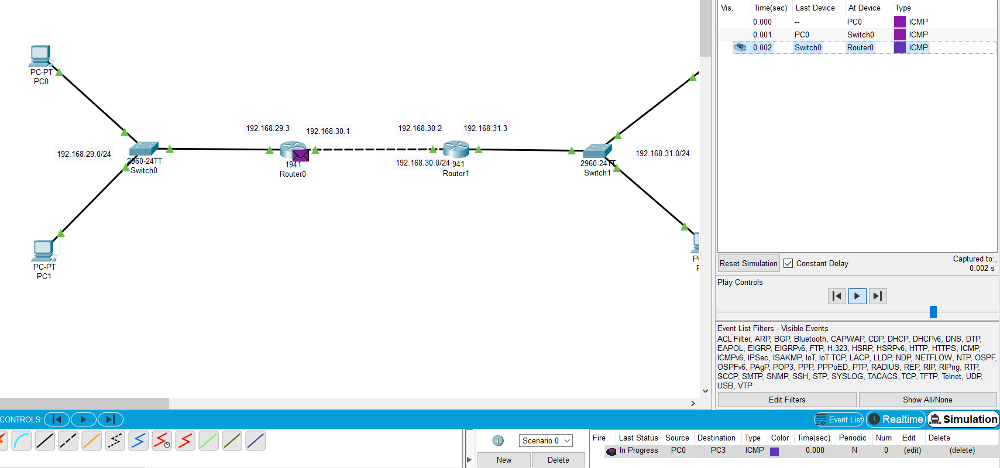 PC-PT
PC0
192.168.29.0/24
2960-24TT
Switch0
PC-PT
PC1
192.168.29.3
192.168.30.1
1941
Router0
192.168.30.2
192.168.31.3
192.168.30.0/24
941
Router1
2960-24TT
Switch1
192.168.31.0/24
Vis. Time(sec) Last Device At Device Type
0.000 -- PC0 ICMP
0.001 PC0 Switch0 ICMP
0.002 Switch0 Router0 ICMP
Reset Simulation Constant Delay
Captured to:
0.002 s
Play Controls
Event List Filters - Visible Events
ACL Filter, ARP, BGP, Bluetooth, CAPWAP, CDP, DHCP, DHCPv6, DNS, DTP,
EAPOL, EIGRP, EIGRPv6, FTP, H.323, HSRP, HSRPv6, HTTP, HTTPS, ICMP,
ICMPv6, IPSec, ISAKMP, IoT, IoT TCP, LACP, LLDP, NDP, NETFLOW, NTP, OSPF,
OSPFv6, PAgP, POP3, PPP, PPPoED, PTP, RADIUS, REP, RIP, RIPng, RTP,
SCCP, SMTP, SNMP, SSH, STP, SYSLOG, TACACS, TCP, TFTP, Telnet, UDP,
USB, VTP
Edit Filters Show All/None
CONTROLS:
Event List Realtime Simulation
Scenario 0
New Delete
Fire Last Status Source Destination Type Color Time(sec) Periodic Num Edit Delete
In Progress PC0 PC3 ICMP 0.000 N 0 (edit) (delete)